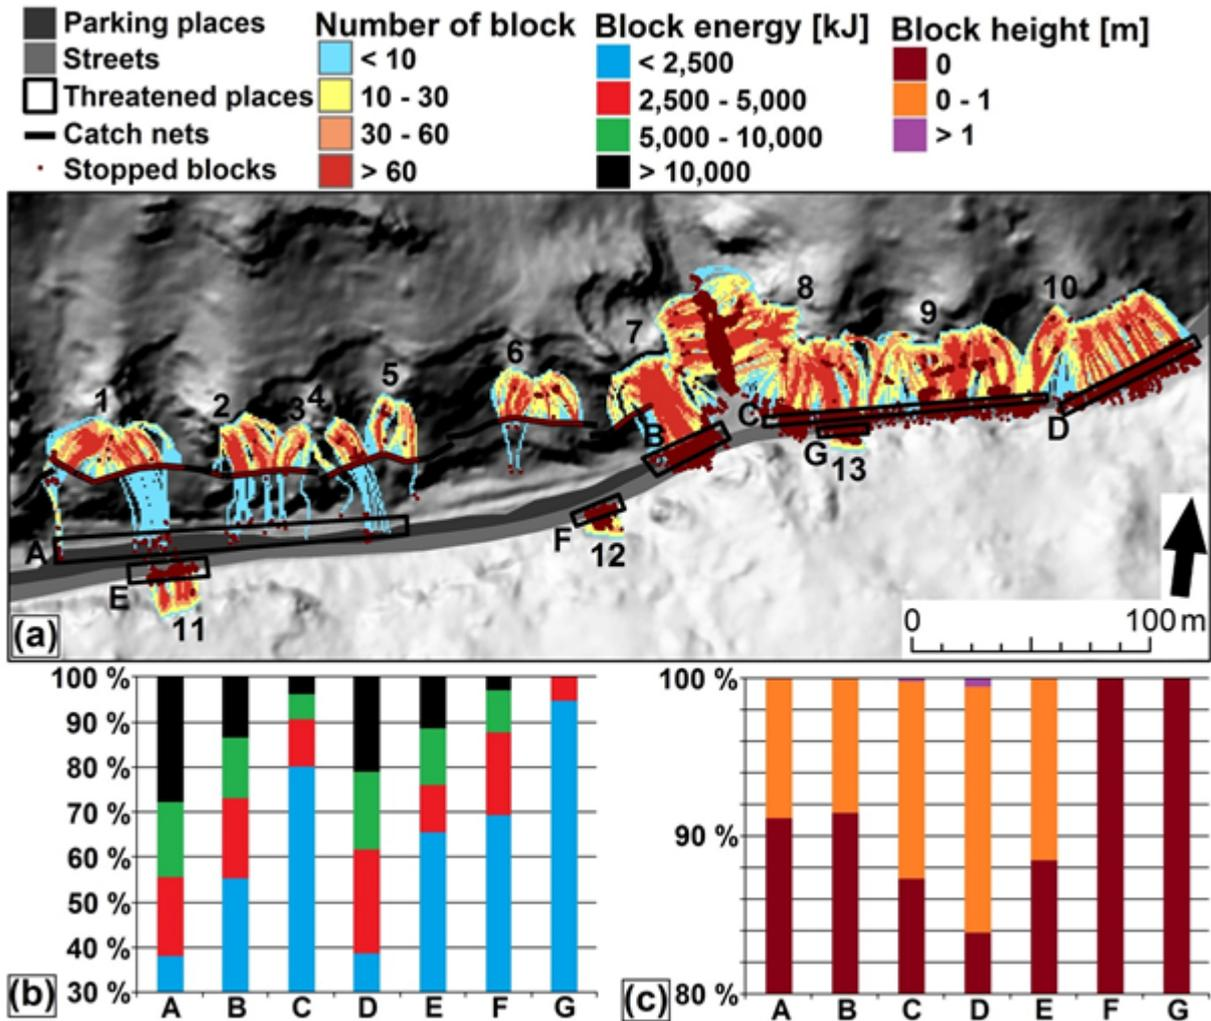 Parking places
Streets
Threatened places
Catch nets
Stopped blocks
Number of block
< 10
10 - 30
30 - 60
> 60
Block energy [kJ]
< 2,500
2,500 - 5,000
5,000 - 10,000
> 10,000
Block height [m]
0
0 - 1
> 1
1
2
3
4
5
6
7
8
9
10
A
B
C
D
E
F
G
11
12
13
0
100 m
(a)
100 %
90 %
80 %
70 %
60 %
50 %
40 %
30 %
A B C D E F G
(b)
100 %
90 %
80 %
A B C D E F G
(c)